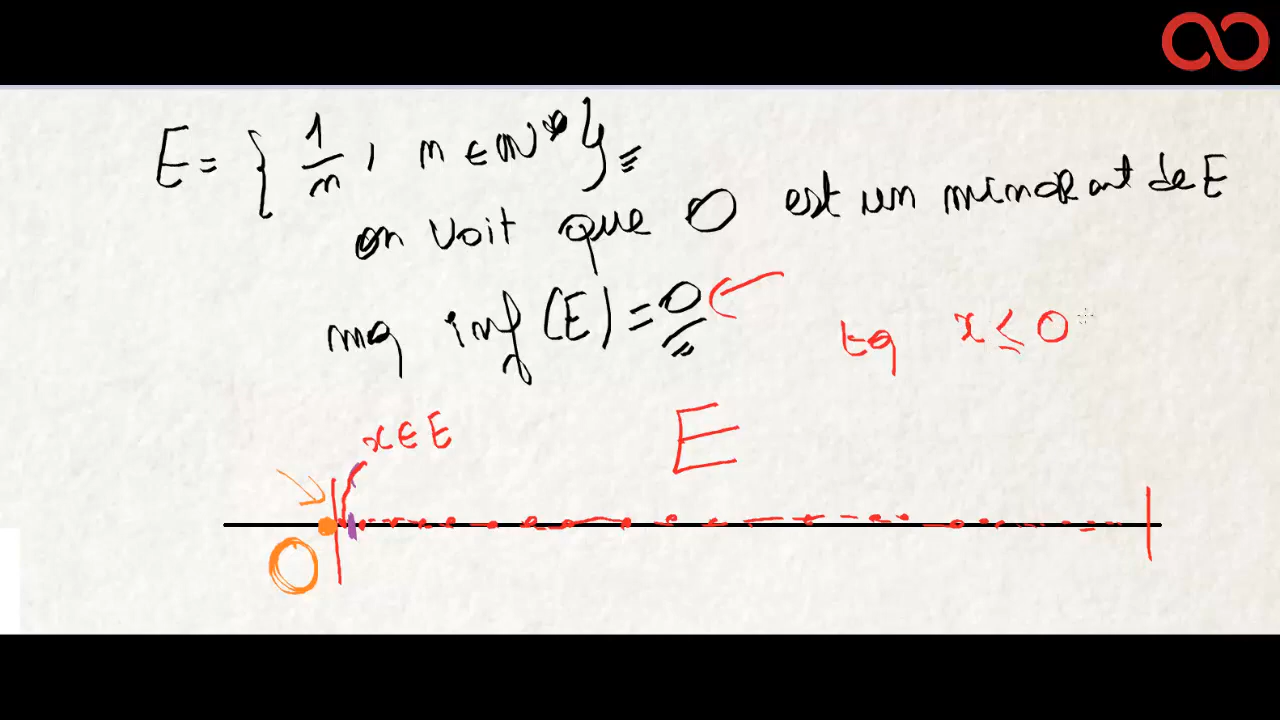 E = { 1/n , n ∈ ℕ* }
on voit que 0 est un minorant de E
mq inf (E) = 0
tq x ≤ 0
x ∈ E
E
0